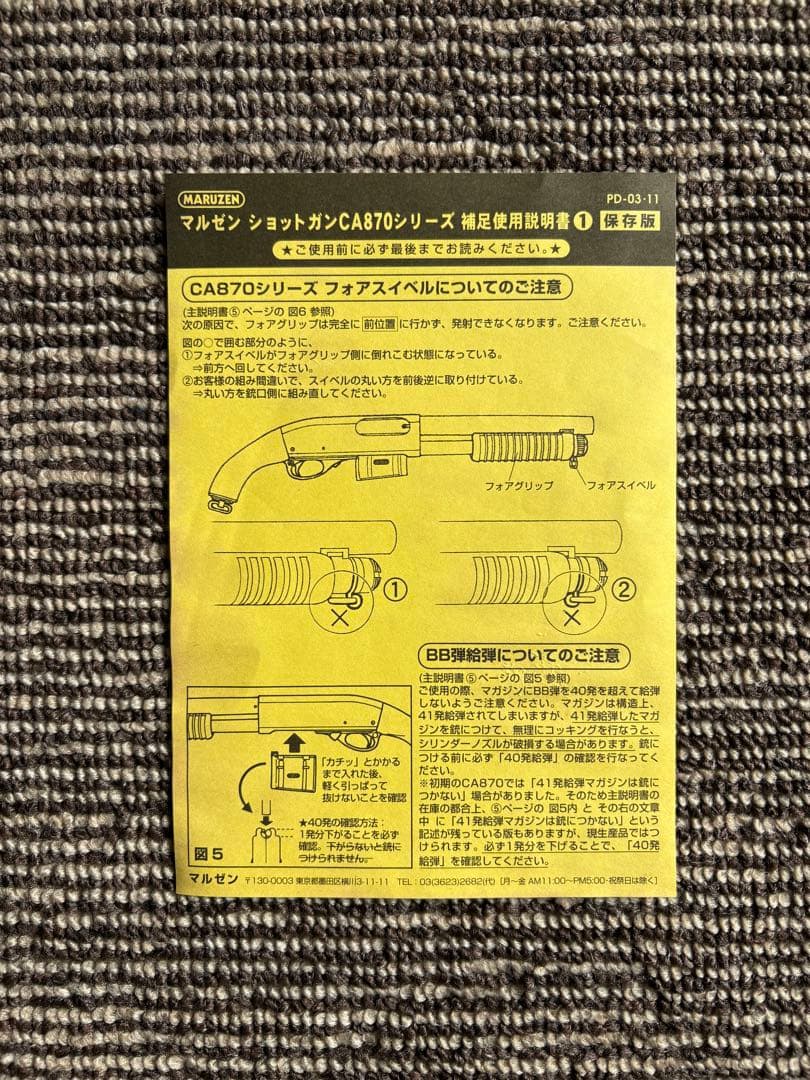 MARUZEN
PD-03-11
マルゼン ショットガンCA870シリーズ 補足使用説明書❶ 保存版
★ご使用前に必ず最後までお読みください。★
CA870シリーズ フォアスイベルについてのご注意
(主説明書⑤ページの 図6 参照)
次の原因で、フォアグリップは完全に 前位置 に行かず、発射できなくなります。ご注意ください。
図の○で囲む部分のように、
①フォアスイベルがフォアグリップ側に倒れこむ状態になっている。
⇒前方へ回してください。
②お客様の組み間違いで、スイベルの丸い方を前後逆に取り付けている。
⇒丸い方を銃口側に組み直してください。
フォアグリップ
フォアスイベル
①
②
BB弾給弾についてのご注意
(主説明書⑤ページの 図5 参照)
ご使用の際、マガジンにBB弾を40発を超えて給弾
しないようご注意ください。マガジンは構造上、
41発給弾されてしまいますが、41発給弾したマガ
ジンを銃につけて、無理にコッキングを行なうと、
シリンダーノズルが破損する場合があります。銃に
つける前に必ず「40発給弾」の確認を行なってく
ださい。
※初期のCA870では「41発給弾マガジンは銃に
つかない」場合がありました。そのため主説明書の
在庫の都合上、⑤ページの 図5内 と その右の文章
中 に「41発給弾マガジンは銃につかない」という
記述が残っている版もありますが、現生産品ではつ
けられます。必ず1発分を下げることで、「40発
給弾」を確認してください。
「カチッ」とかかる
まで入れた後、
軽く引っぱって
抜けないことを確認
★40発の確認方法:
1発分下がることを必ず
確認。下がらないと銃に
つけられません。
図5
マルゼン 〒130-0003 東京都墨田区横川3-11-11 TEL:03(3623)2682(代) [月~金 AM11:00~PM5:00・祝祭日は除く]